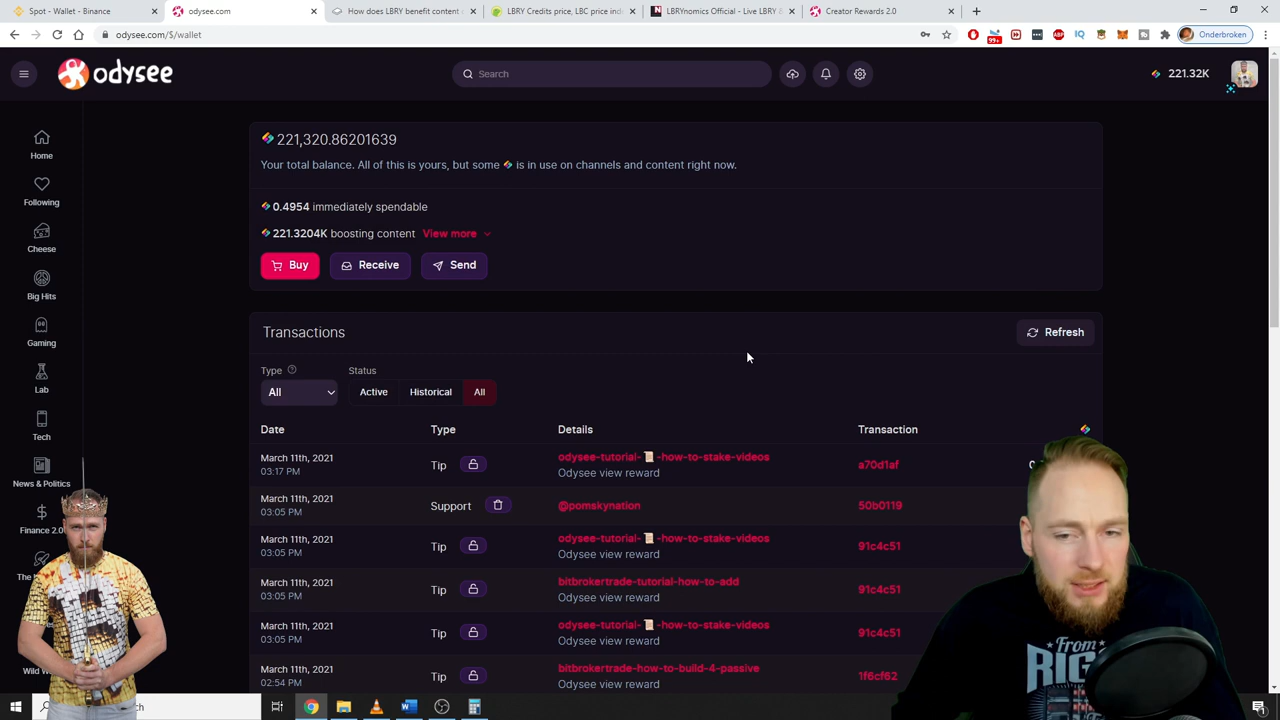 Spot - Wallet - Binance
odysee.com
How does LBRY benefit content
LBRY Credits price, LBC price ind
LBRYnomics Official - Live LBRY
Creator Rewards 2.0
odysee.com/$/wallet
99+
ABP
IQ
Onderbroken
odysee
Search
221.32K
Home
Following
Cheese
Big Hits
Gaming
Lab
Tech
News & Politics
Finance 2.0
The
Wild W
221,320.86201639
Your total balance. All of this is yours, but some is in use on channels and content right now.
0.4954 immediately spendable
221.3204K boosting content View more
Buy Receive Send
Transactions
Refresh
Type Status
All Active Historical All
Date Type Details Transaction
March 11th, 2021 Tip odysee-tutorial-📜-how-to-stake-videos a70d1af
03:17 PM Odysee view reward
March 11th, 2021 Support @pomskynation 50b0119
03:05 PM
March 11th, 2021 Tip odysee-tutorial-📜-how-to-stake-videos 91c4c51
03:05 PM Odysee view reward
March 11th, 2021 Tip bitbrokertrade-tutorial-how-to-add 91c4c51
03:05 PM Odysee view reward
March 11th, 2021 Tip odysee-tutorial-📜-how-to-stake-videos 91c4c51
03:05 PM Odysee view reward
March 11th, 2021 Tip bitbrokertrade-how-to-build-4-passive 1f6cf62
02:54 PM Odysee view reward
From
RIG
ch